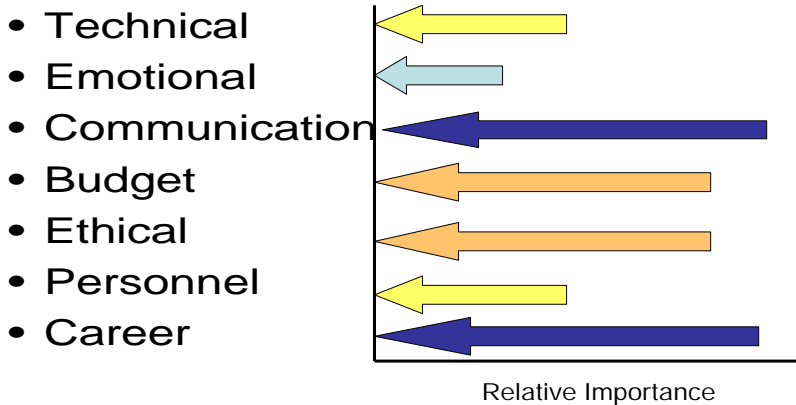 • Technical
• Emotional
• Communication
• Budget
• Ethical
• Personnel
• Career
Relative Importance